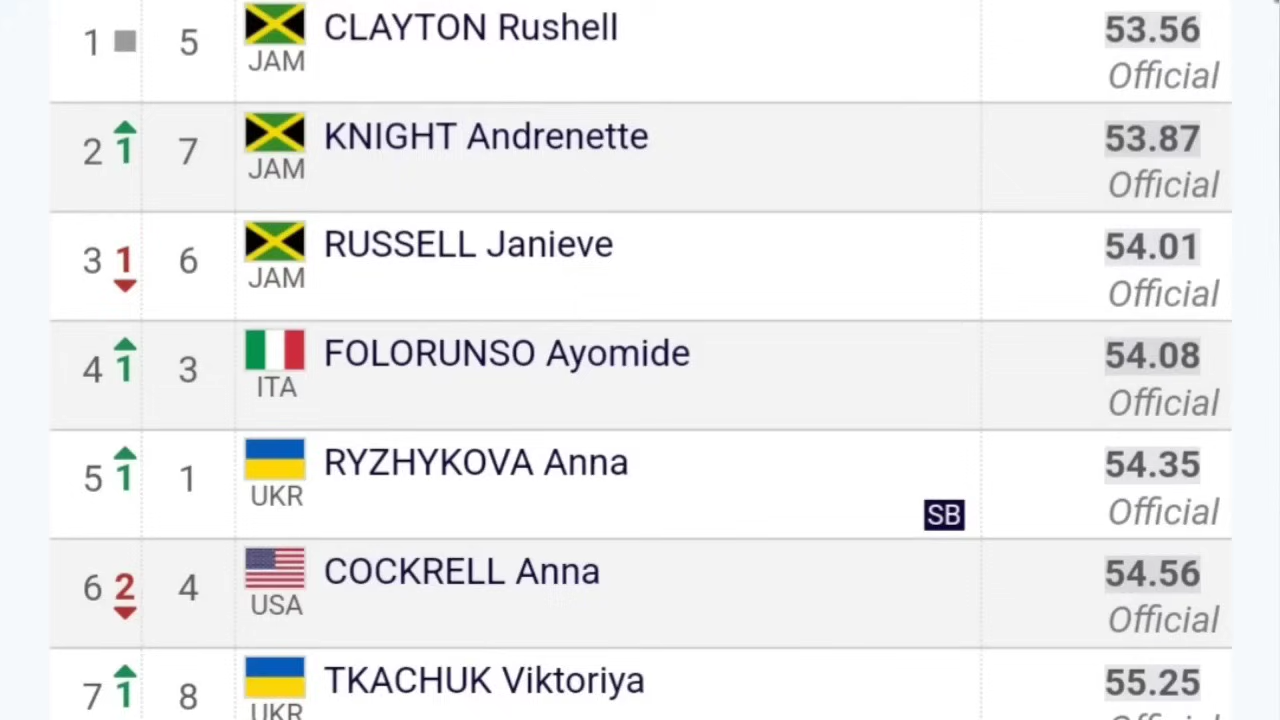 1 5 CLAYTON Rushell 53.56
JAM Official
2 1 7 KNIGHT Andrenette 53.87
JAM Official
3 1 6 RUSSELL Janieve 54.01
JAM Official
4 1 3 FOLORUNSO Ayomide 54.08
ITA Official
5 1 1 RYZHYKOVA Anna 54.35
UKR SB Official
6 2 4 COCKRELL Anna 54.56
USA Official
7 1 8 TKACHUK Viktoriya 55.25
UKR Official